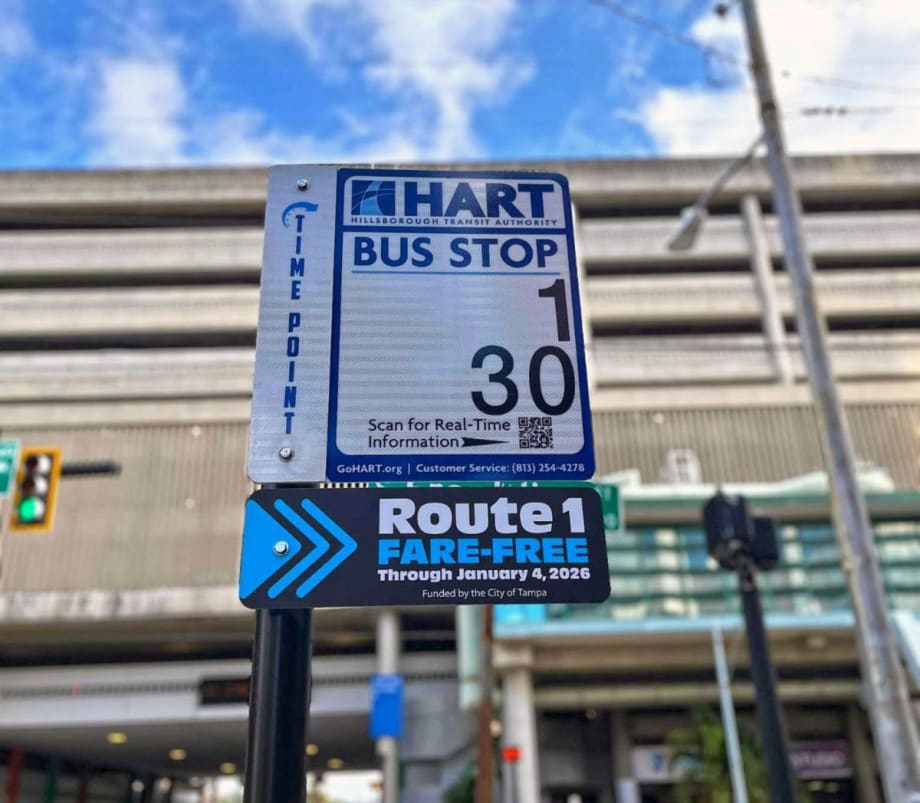 TIME POINT
HART
HILLSBOROUGH TRANSIT AUTHORITY
BUS STOP
1
30
Scan for Real-Time
Information
GoHART.org | Customer Service: (813) 254-4278
Route 1
FARE-FREE
Through January 4, 2026
Funded by the City of Tampa